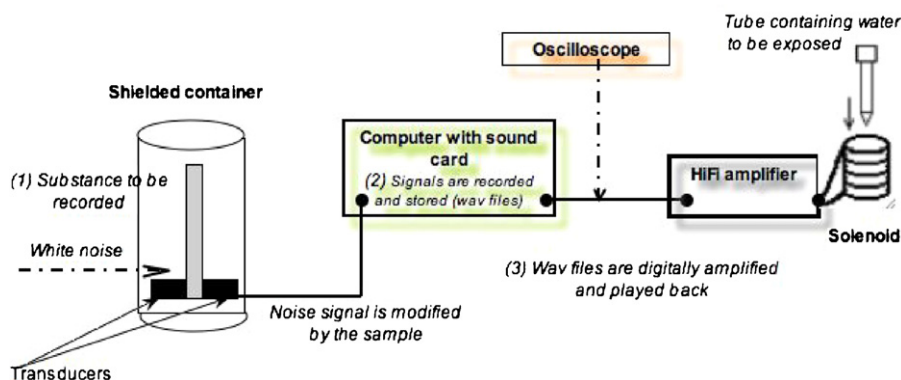 Tube containing water
to be exposed
Oscilloscope
Shielded container
Computer with sound
card
(2) Signals are recorded
and stored (wav files)
(1) Substance to be
recorded
HiFi amplifier
White noise
Solenoid
(3) Wav files are digitally amplified
and played back
Noise signal is modified
by the sample
Transducers